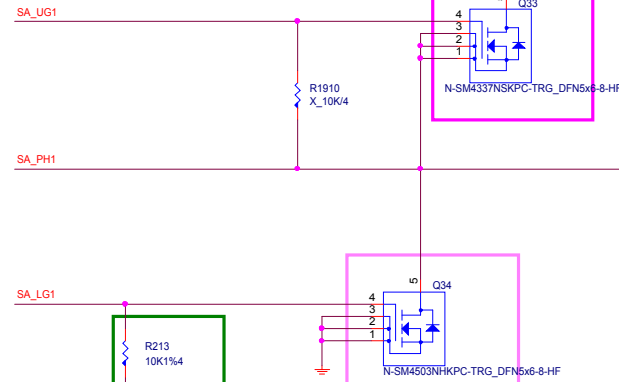 SA_UG1
Q33
4
3
2
1
R1910
X_10K/4
N-SM4337NSKPC-TRG_DFN5x6-8-HF
SA_PH1
5
Q34
SA_LG1
4
3
2
1
R213
10K1%4
N-SM4503NHKPC-TRG_DFN5x6-8-HF